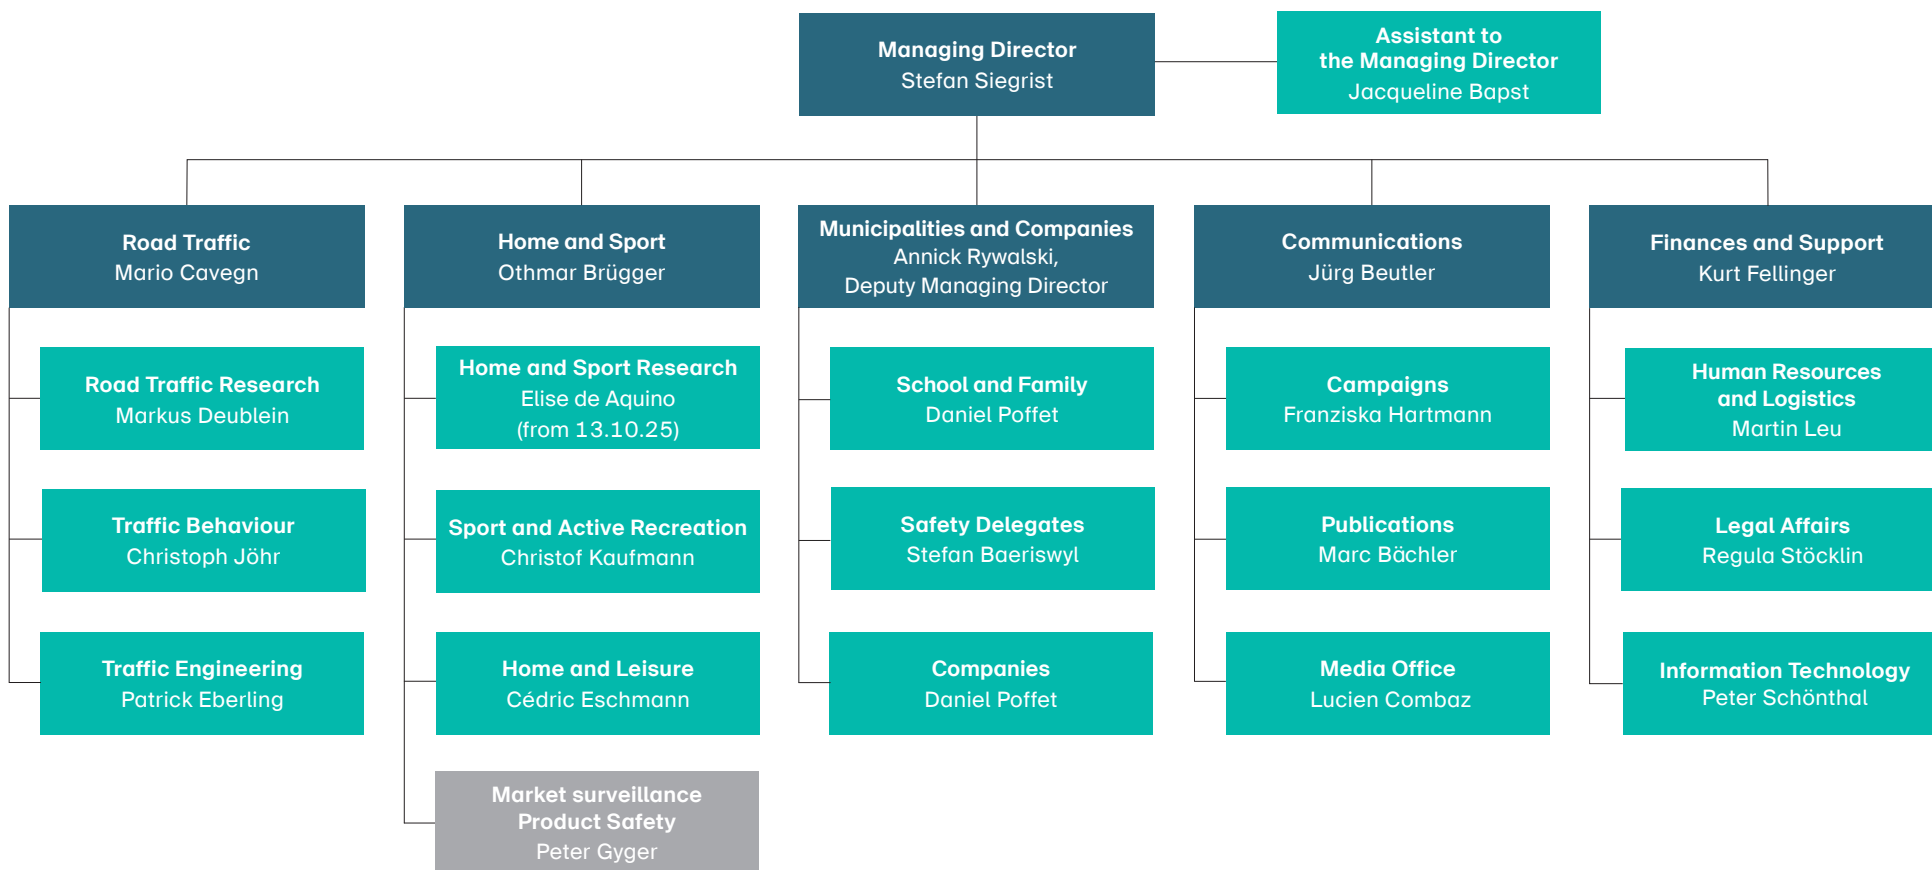 Managing Director
Stefan Siegrist
Assistant to
the Managing Director
Jacqueline Bapst
Road Traffic
Mario Cavegn
Home and Sport
Othmar Brügger
Municipalities and Companies
Annick Rywalski,
Deputy Managing Director
Communications
Jürg Beutler
Finances and Support
Kurt Fellinger
Road Traffic Research
Markus Deublein
Home and Sport Research
Elise de Aquino
(from 13.10.25)
School and Family
Daniel Poffet
Campaigns
Franziska Hartmann
Human Resources
and Logistics
Martin Leu
Traffic Behaviour
Christoph Jöhr
Sport and Active Recreation
Christof Kaufmann
Safety Delegates
Stefan Baeriswyl
Publications
Marc Bächler
Legal Affairs
Regula Stöcklin
Traffic Engineering
Patrick Eberling
Home and Leisure
Cédric Eschmann
Companies
Daniel Poffet
Media Office
Lucien Combaz
Information Technology
Peter Schönthal
Market surveillance
Product Safety
Peter Gyger